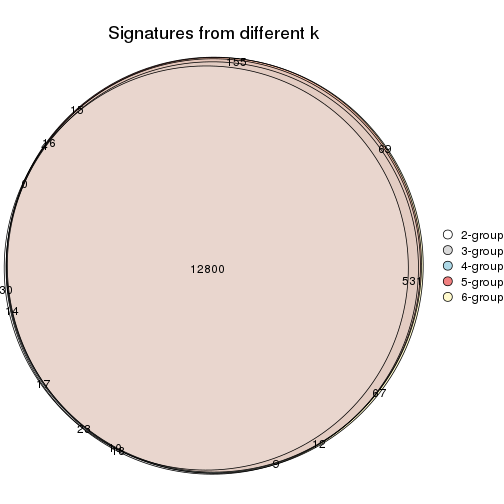 Signatures from different k
155
15
69
16
0
12800
531
30
14
17
67
23
12
18
9
2-group
3-group
4-group
5-group
6-group